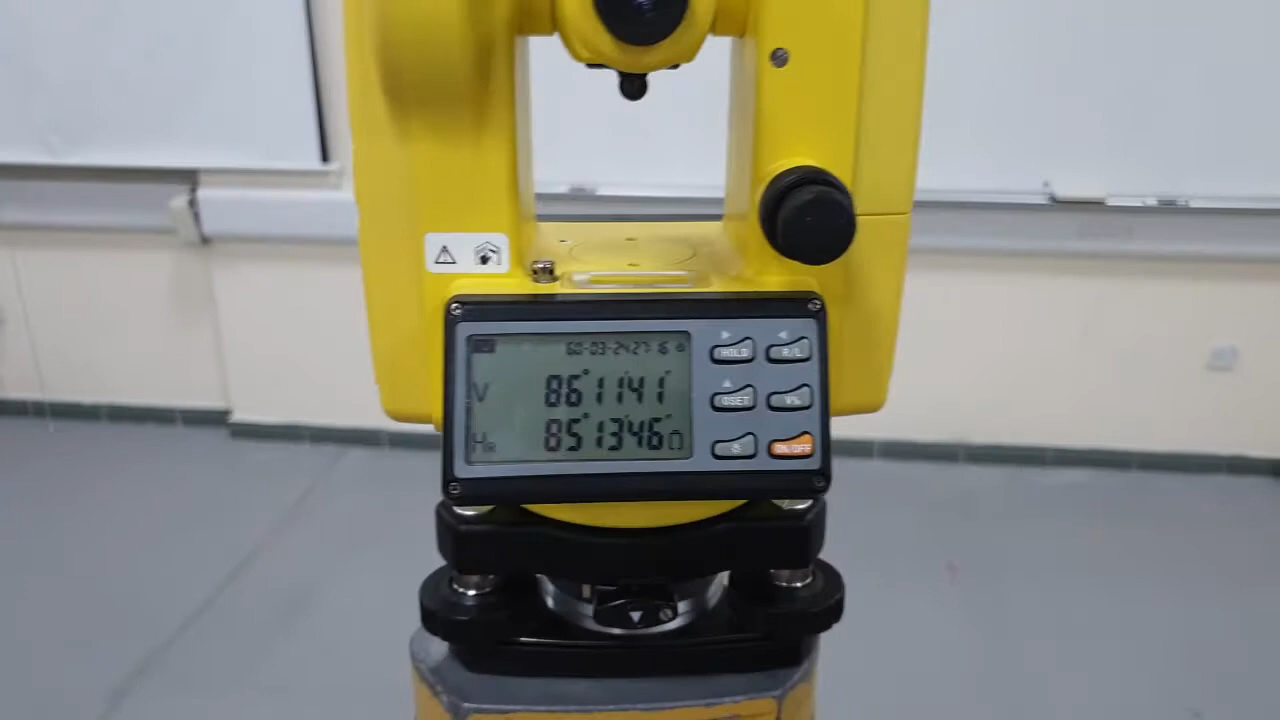 V 86°11'41"
HR 85°13'46"
HOLD R/L
0SET V%
ON/OFF